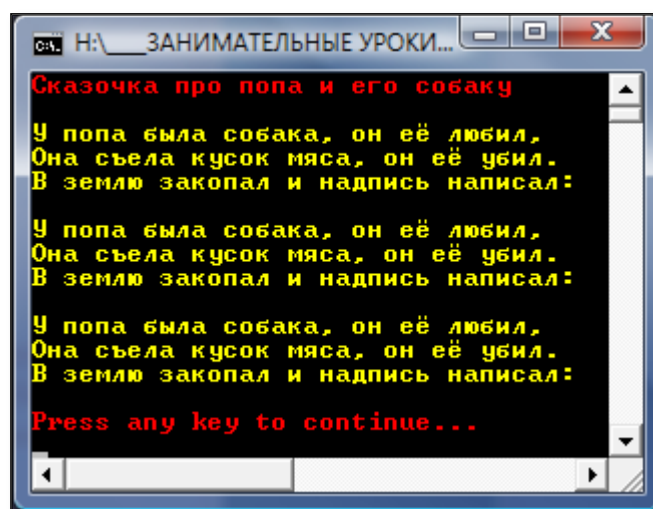 H:\___ЗАНИМАТЕЛЬНЫЕ УРОКИ...
Сказочка про попа и его собаку
У попа была собака, он её любил,
Она съела кусок мяса, он её убил.
В землю закопал и надпись написал:
У попа была собака, он её любил,
Она съела кусок мяса, он её убил.
В землю закопал и надпись написал:
У попа была собака, он её любил,
Она съела кусок мяса, он её убил.
В землю закопал и надпись написал:
Press any key to continue...